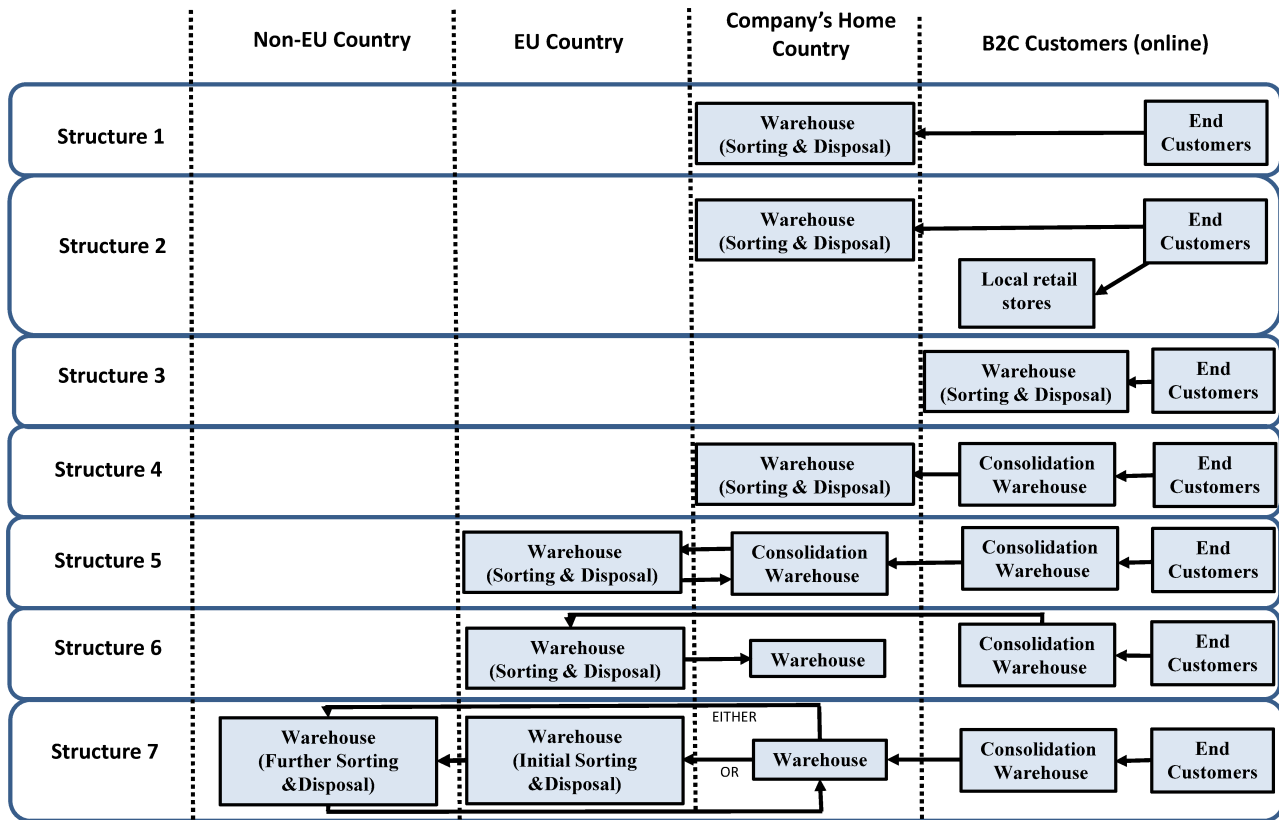 Non-EU Country
EU Country
Company's Home
Country
B2C Customers (online)
Structure 1
Warehouse
(Sorting & Disposal)
End
Customers
Structure 2
Warehouse
(Sorting & Disposal)
End
Customers
Local retail
stores
Structure 3
Warehouse
(Sorting & Disposal)
End
Customers
Structure 4
Warehouse
(Sorting & Disposal)
Consolidation
Warehouse
End
Customers
Structure 5
Warehouse
(Sorting & Disposal)
Consolidation
Warehouse
Consolidation
Warehouse
End
Customers
Structure 6
Warehouse
(Sorting & Disposal)
Warehouse
Consolidation
Warehouse
End
Customers
Structure 7
Warehouse
(Further Sorting
&Disposal)
Warehouse
(Initial Sorting
&Disposal)
EITHER
OR
Warehouse
Consolidation
Warehouse
End
Customers